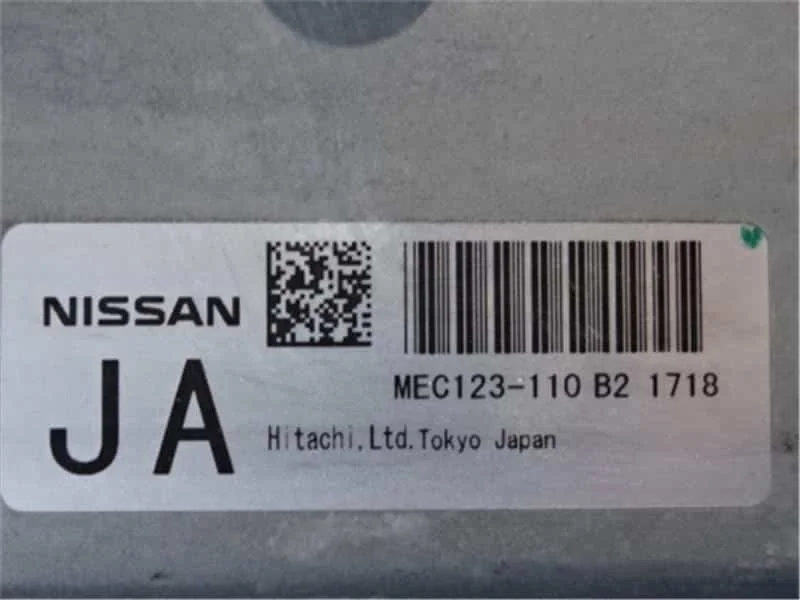 NISSAN
JA
MEC123-110 B2 1718
Hitachi,Ltd.Tokyo Japan